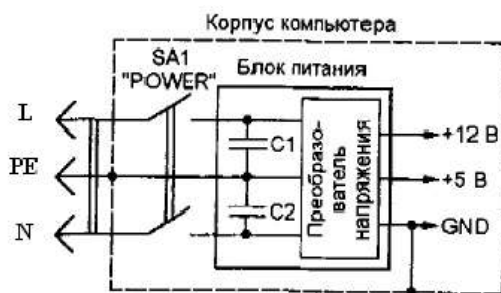 Корпус компьютера
SA1
"POWER"
Блок питания
L
PE
N
C1
C2
Преобразо-
ватель
напряжения
+12 В
+5 В
GND